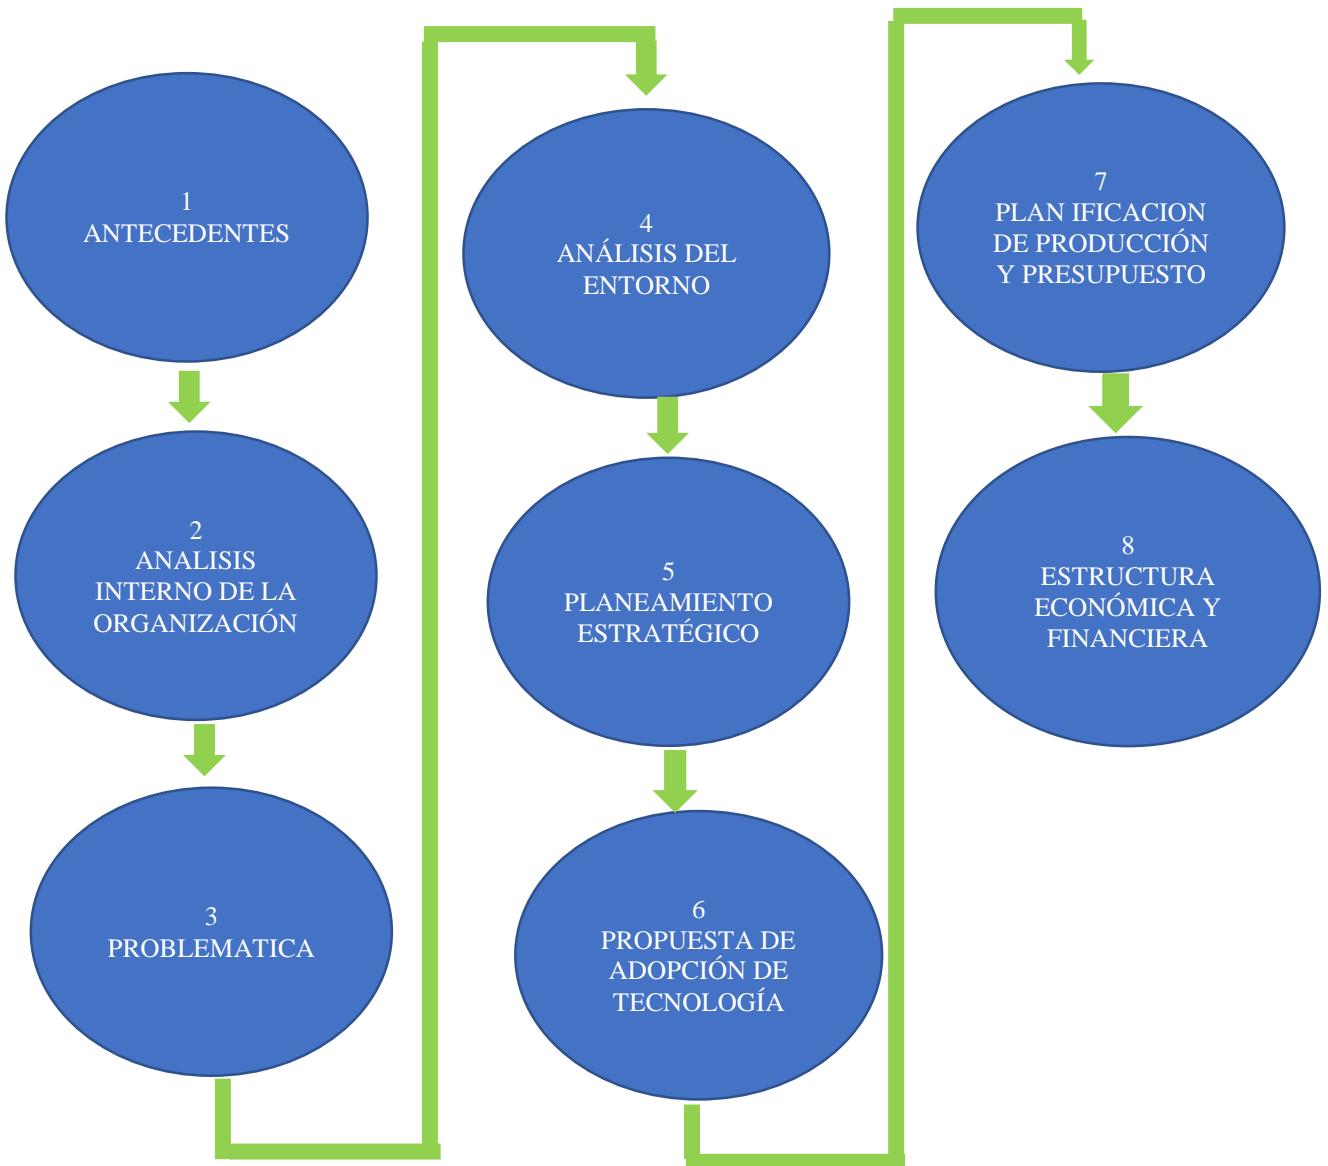 1
ANTECEDENTES
2
ANALISIS
INTERNO DE LA
ORGANIZACIÓN
3
PROBLEMATICA
4
ANÁLISIS DEL
ENTORNO
5
PLANEAMIENTO
ESTRATÉGICO
6
PROPUESTA DE
ADOPCIÓN DE
TECNOLOGÍA
7
PLAN IFICACION
DE PRODUCCIÓN
Y PRESUPUESTO
8
ESTRUCTURA
ECONÓMICA Y
FINANCIERA